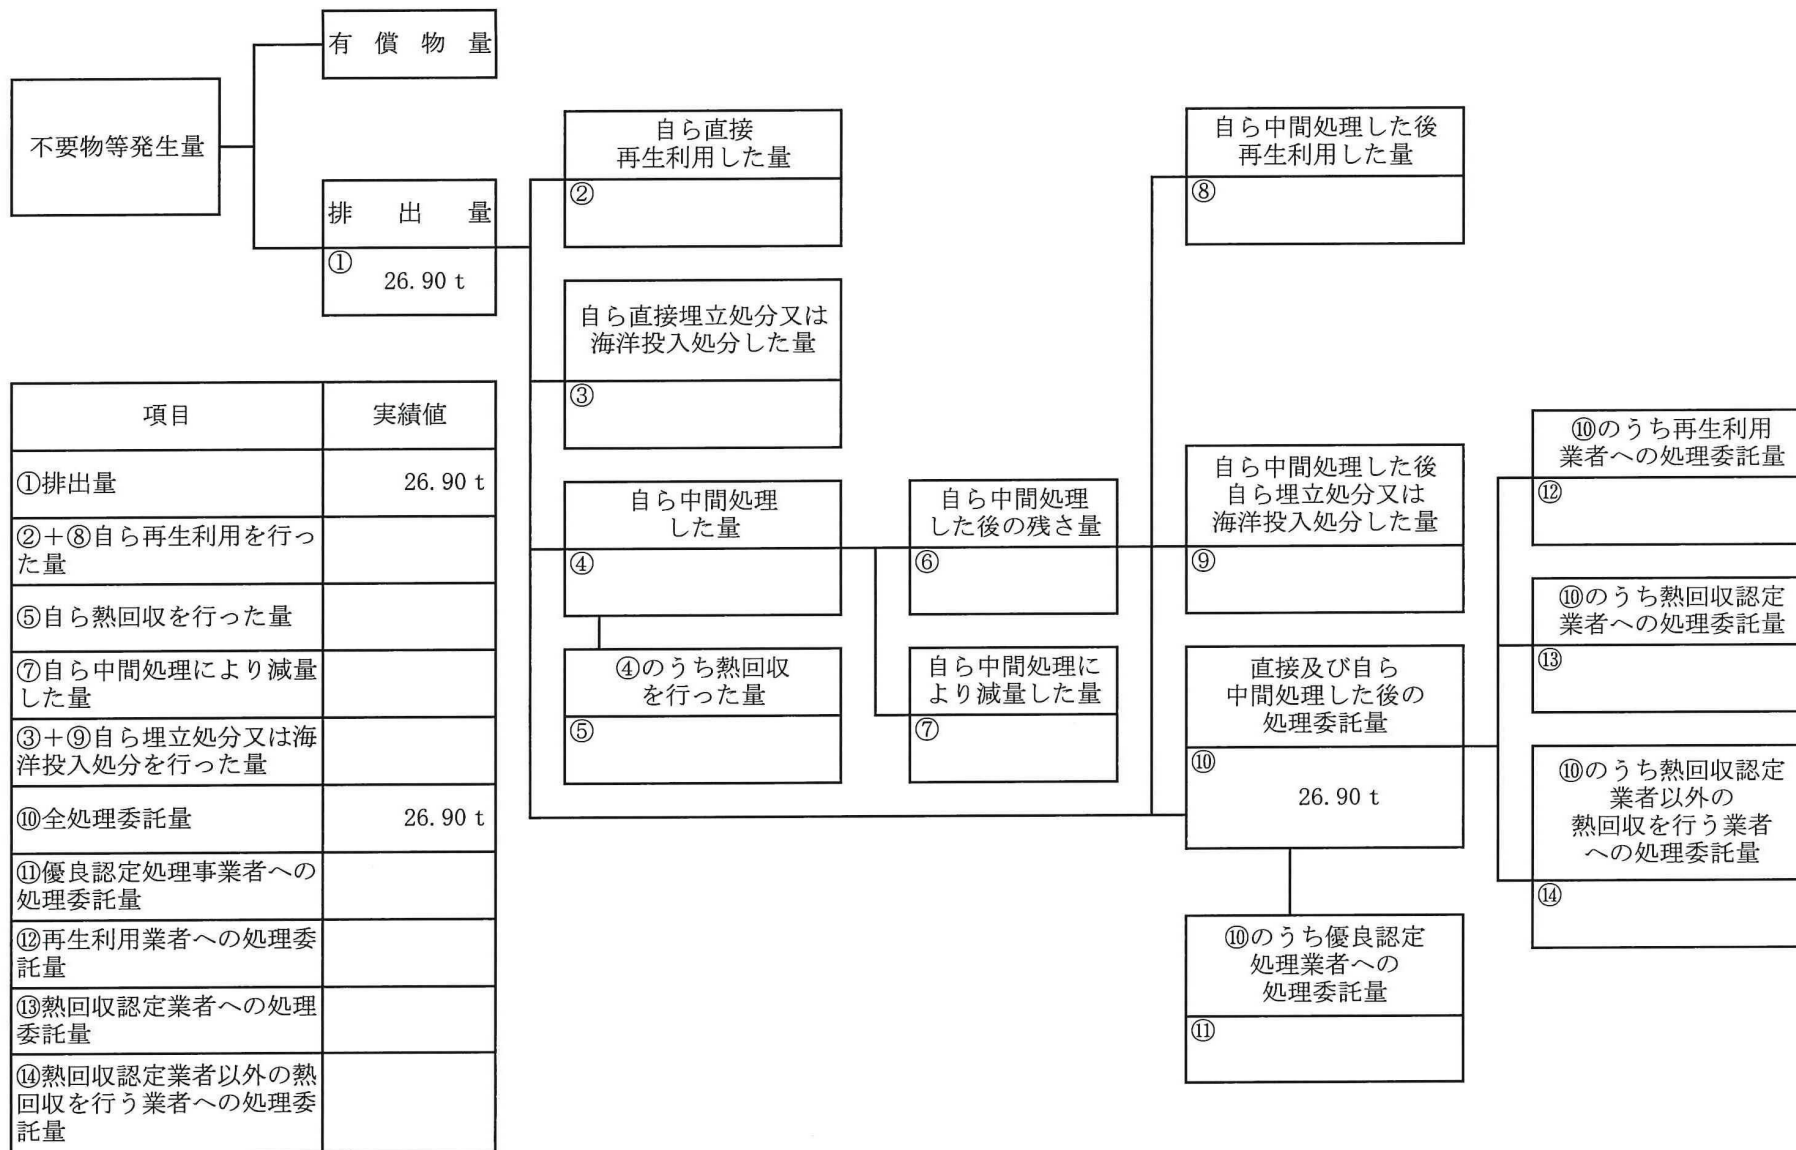 有償物量
不要物等発生量
排出量
①
26.90 t
自ら直接
再生利用した量
②
自ら直接埋立処分又は
海洋投入処分した量
③
自ら中間処理
した量
④
④のうち熱回収
を行った量
⑤
自ら中間処理
した後の残さ量
⑥
自ら中間処理に
より減量した量
⑦
自ら中間処理した後
再生利用した量
⑧
自ら中間処理した後
自ら埋立処分又は
海洋投入処分した量
⑨
直接及び自ら
中間処理した後の
処理委託量
⑩
26.90 t
⑩のうち優良認定
処理業者への
処理委託量
⑪
⑩のうち再生利用
業者への処理委託量
⑫
⑩のうち熱回収認定
業者への処理委託量
⑬
⑩のうち熱回収認定
業者以外の
熱回収を行う業者
への処理委託量
⑭
項目 実績値
①排出量 26.90 t
②+⑧自ら再生利用を行っ
た量
⑤自ら熱回収を行った量
⑦自ら中間処理により減量
した量
③+⑨自ら埋立処分又は海
洋投入処分を行った量
⑩全処理委託量 26.90 t
⑪優良認定処理事業者への
処理委託量
⑫再生利用業者への処理委
託量
⑬熱回収認定業者への処理
委託量
⑭熱回収認定業者以外の熱
回収を行う業者への処理委
託量